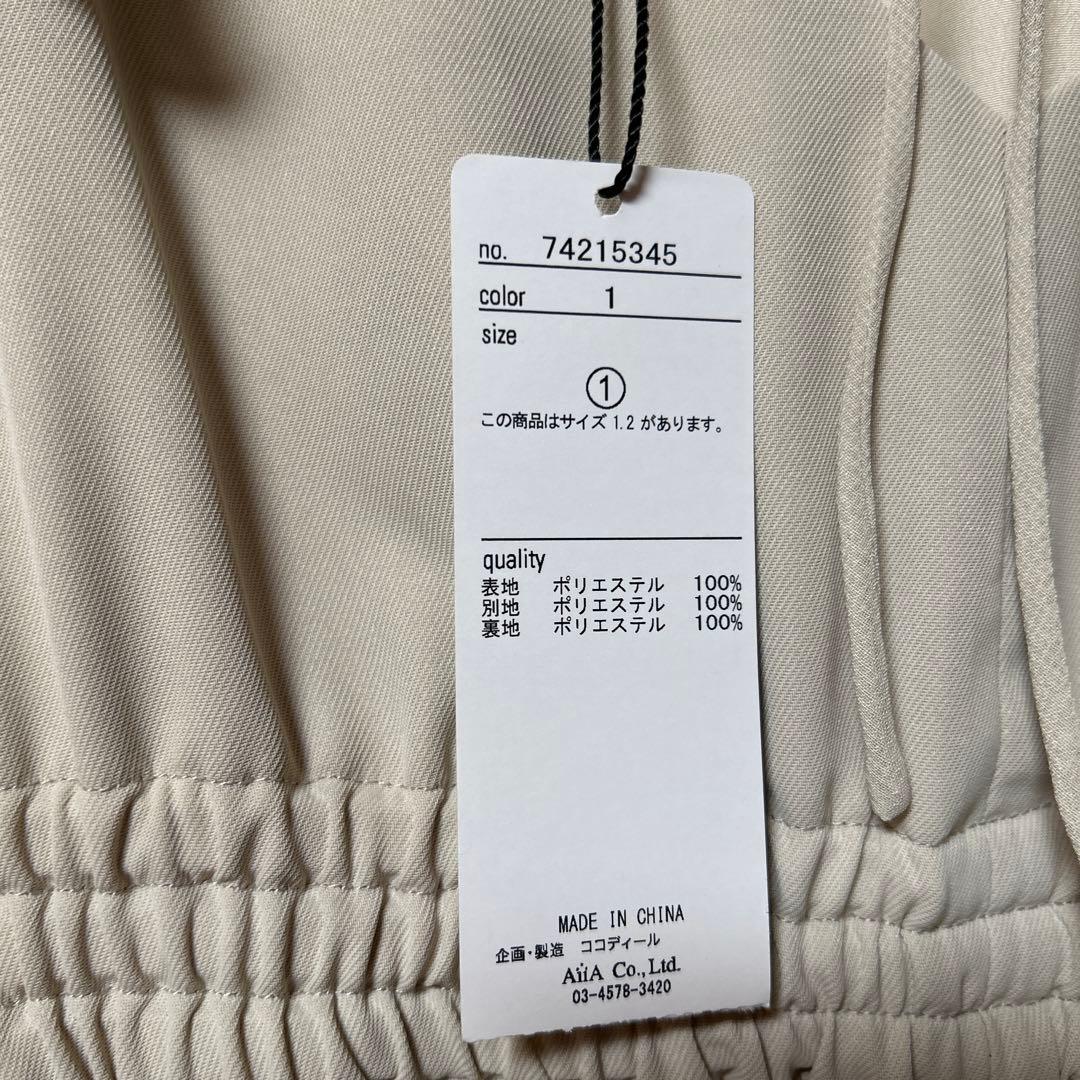 no. 74215345
color 1
size
①
この商品はサイズ 1.2 があります。
quality
表地 ポリエステル 100%
別地 ポリエステル 100%
裏地 ポリエステル 100%
MADE IN CHINA
企画・製造 ココディール
AiiA Co.,Ltd.
03-4578-3420